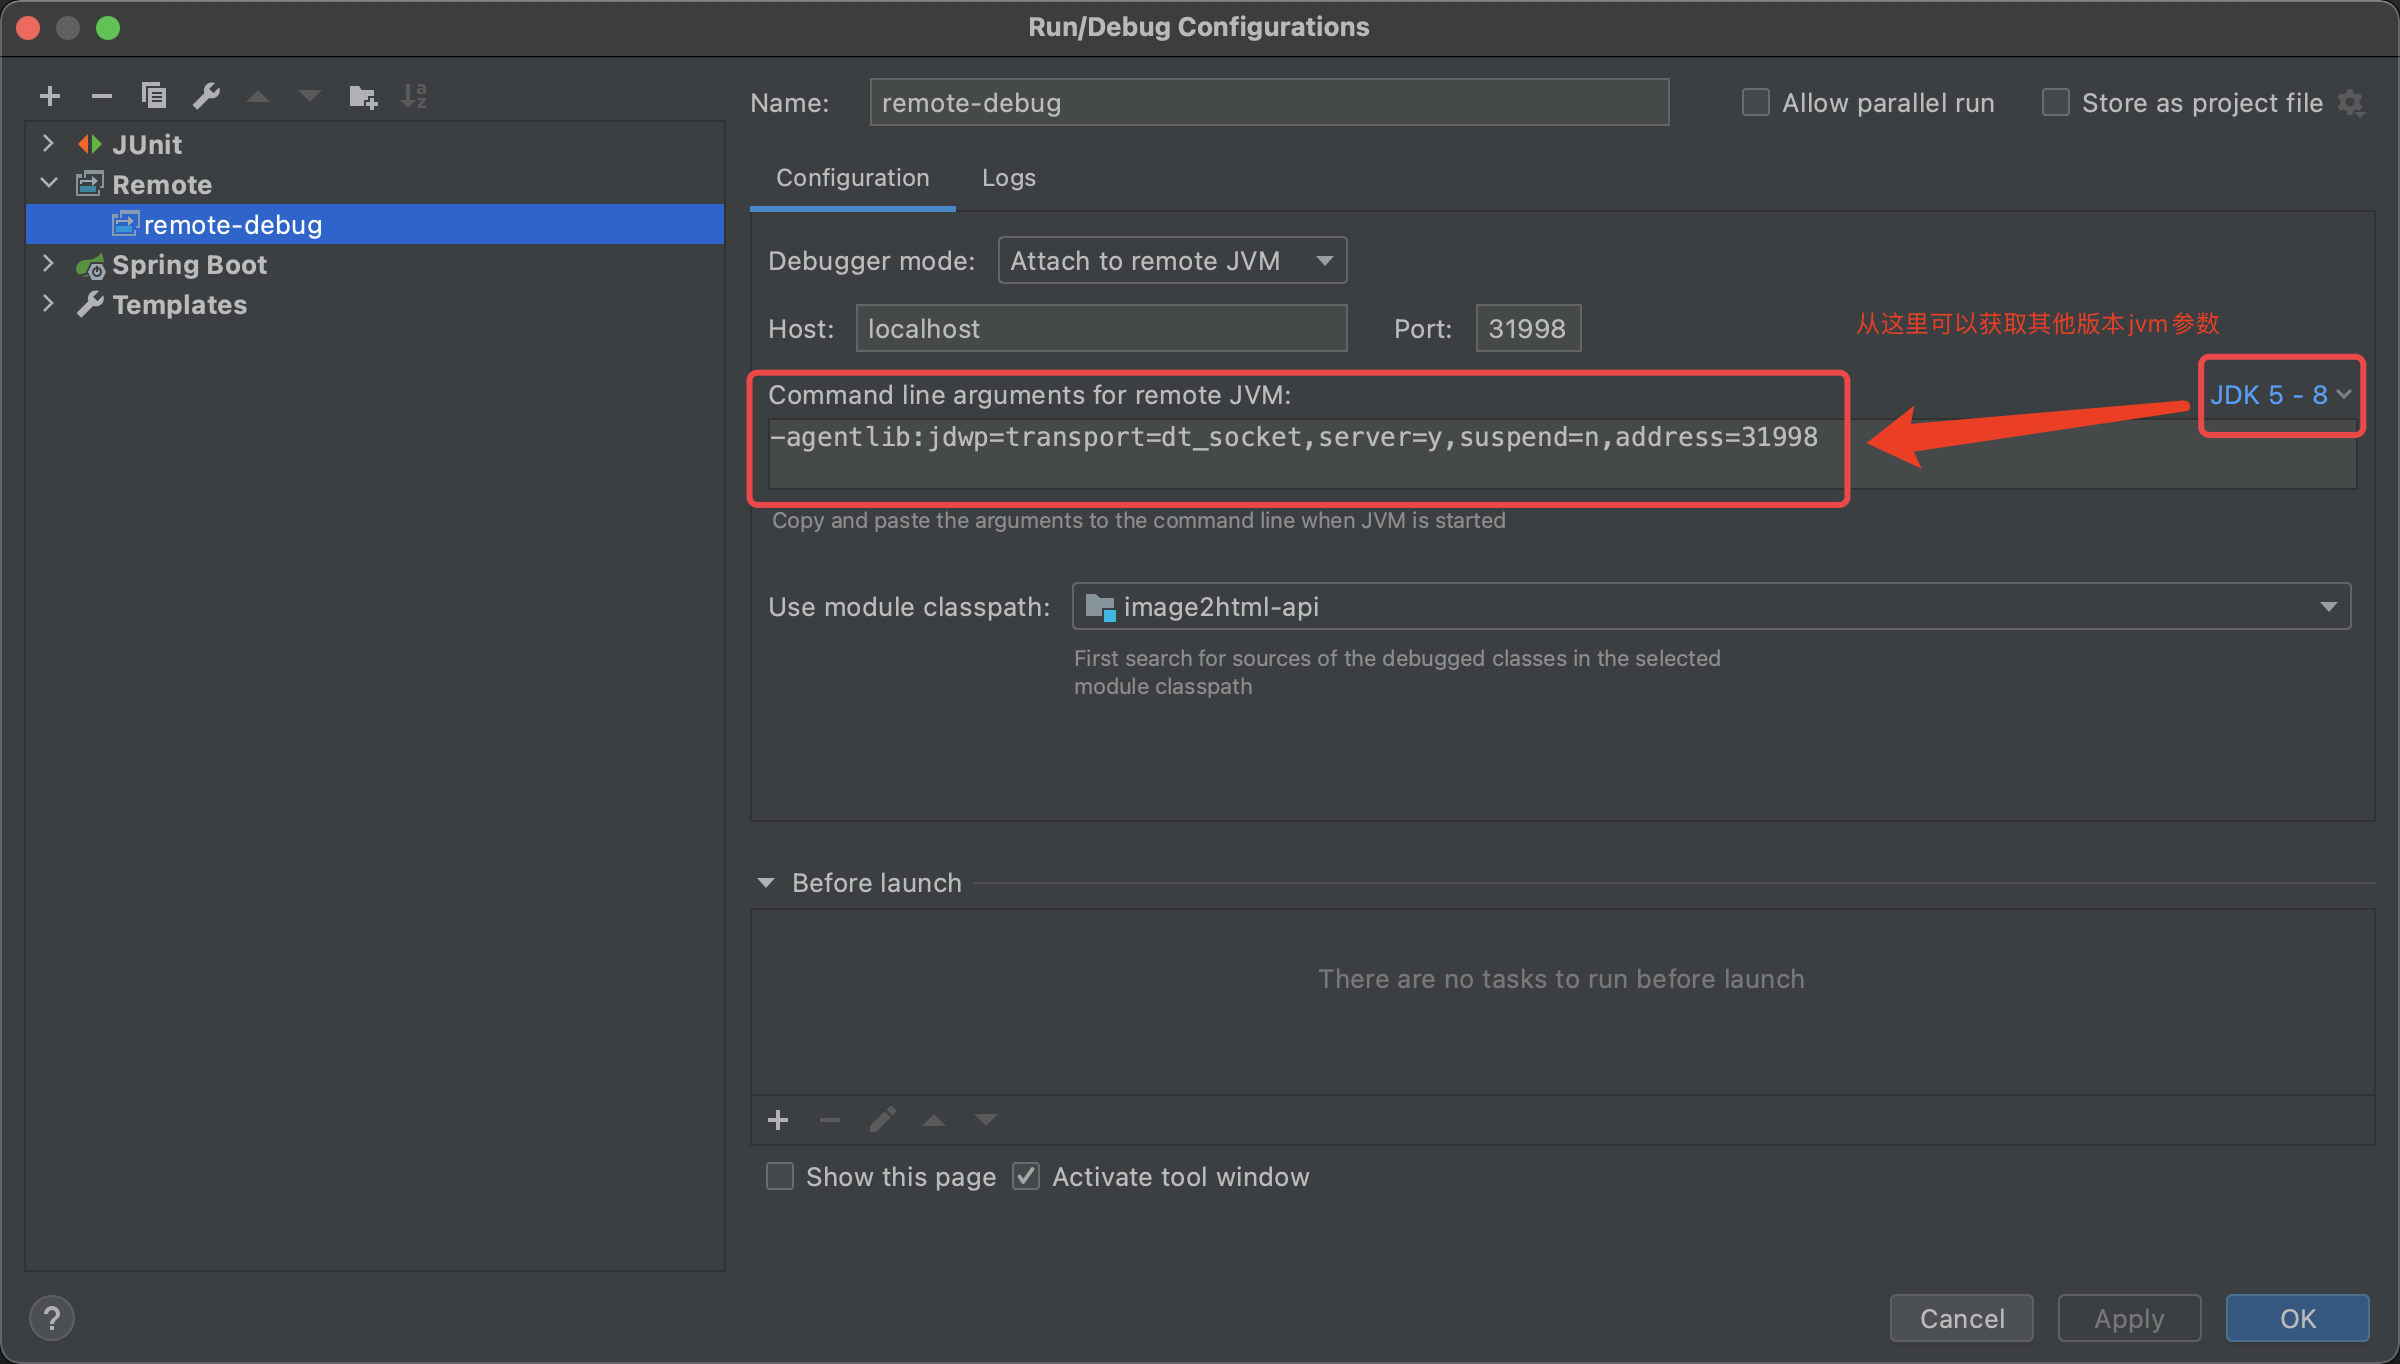 Run/Debug Configurations
JUnit
Remote
remote-debug
Spring Boot
Templates
Name: remote-debug Allow parallel run Store as project file
Configuration Logs
Debugger mode: Attach to remote JVM
Host: localhost Port: 31998
从这里可以获取其他版本jvm参数
Command line arguments for remote JVM: JDK 5 - 8
-agentlib:jdwp=transport=dt_socket,server=y,suspend=n,address=31998
Copy and paste the arguments to the command line when JVM is started
Use module classpath: image2html-api
First search for sources of the debugged classes in the selected
module classpath
Before launch
There are no tasks to run before launch
Show this page Activate tool window
? Cancel Apply OK